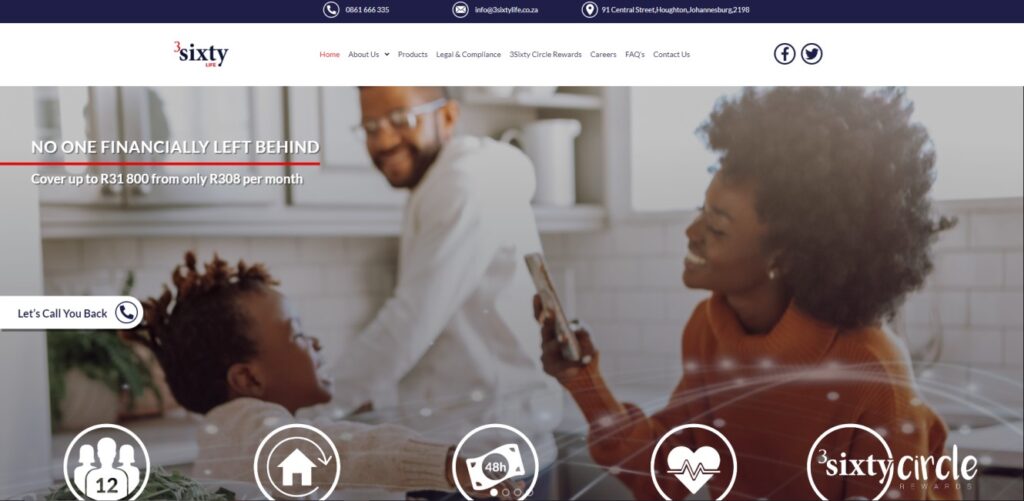 0861 666 335 info@3sixtylife.co.za 91 Central Street,Houghton,Johannesburg,2198
3sixty
LIFE
Home About Us Products Legal & Compliance 3Sixty Circle Rewards Careers FAQ's Contact Us
NO ONE FINANCIALLY LEFT BEHIND
Cover up to R31 800 from only R308 per month
Let's Call You Back
12
48h
3sixty circle
REWARDS